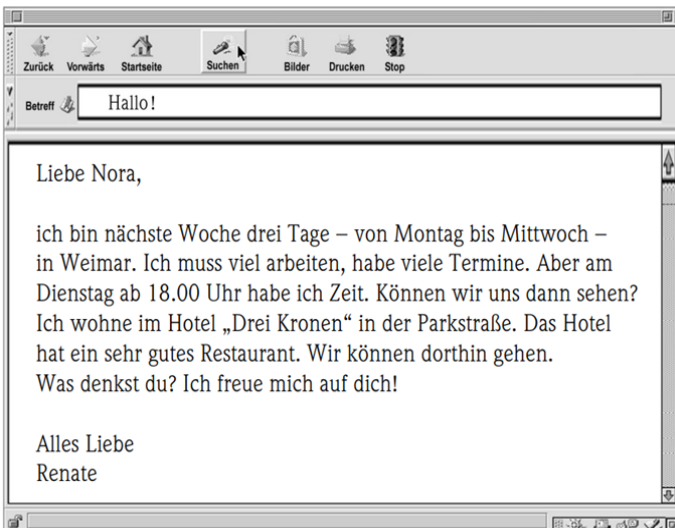 Zurück Vorwärts Startseite Suchen Bilder Drucken Stop
Betreff Hallo!
Liebe Nora,
ich bin nächste Woche drei Tage – von Montag bis Mittwoch –
in Weimar. Ich muss viel arbeiten, habe viele Termine. Aber am
Dienstag ab 18.00 Uhr habe ich Zeit. Können wir uns dann sehen?
Ich wohne im Hotel „Drei Kronen“ in der Parkstraße. Das Hotel
hat ein sehr gutes Restaurant. Wir können dorthin gehen.
Was denkst du? Ich freue mich auf dich!
Alles Liebe
Renate